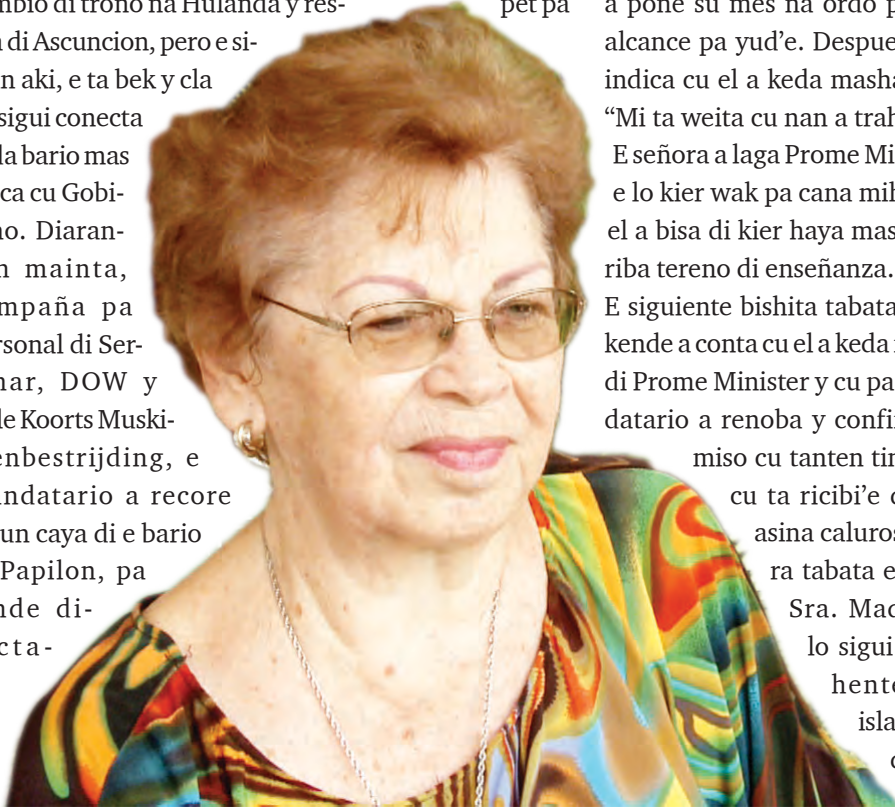 mbio di trono na Hulanda y res-
di Ascuncion, pero e si-
n aki, e ta bek y cla
sigui conecta
la bario mas
ca cu Gobi-
no. Diaran-
n mainta,
mpaña pa
rsonal di Ser-
nar, DOW y
le Koorts Muski-
enbestrijding, e
andatario a recore
un caya di e bario
Papilon, pa
nde di-
cta-
pet pa
a pone su mes na ordo p
alcance pa yud’e. Despue
indica cu el a keda masha
“Mi ta weita cu nan a trah
E señora a laga Prome Mi
e lo kier wak pa cana mih
el a bisa di kier haya mas
riba tereno di enseñanza.
E siguiente bishita tabata
kende a conta cu el a keda
di Prome Minister y cu pa
datario a renoba y confi
miso cu tanten tin
cu ta ricibi’e
asina caluros
ra tabata e
Sra. Mad
lo sigui
hente
isla